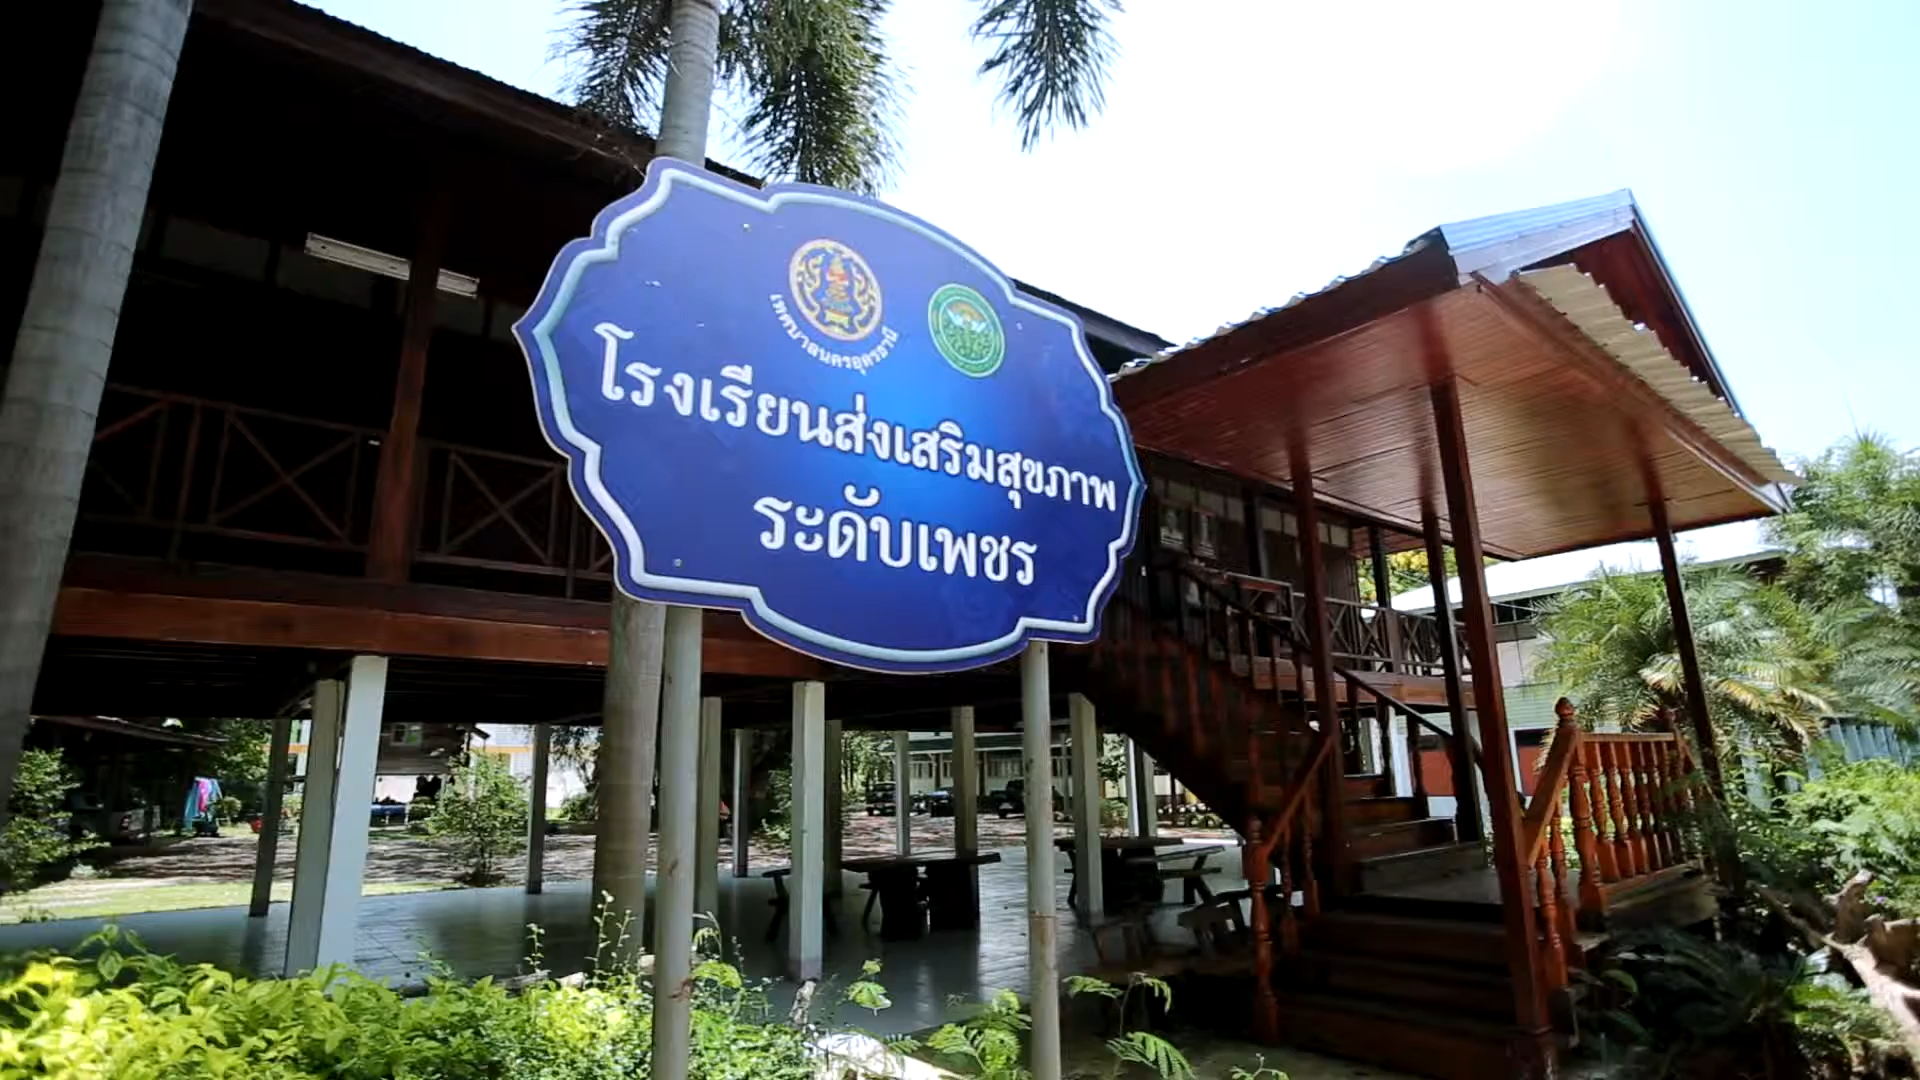 เทศบาลนครอุดรธานี
โรงเรียนส่งเสริมสุขภาพ
ระดับเพชร